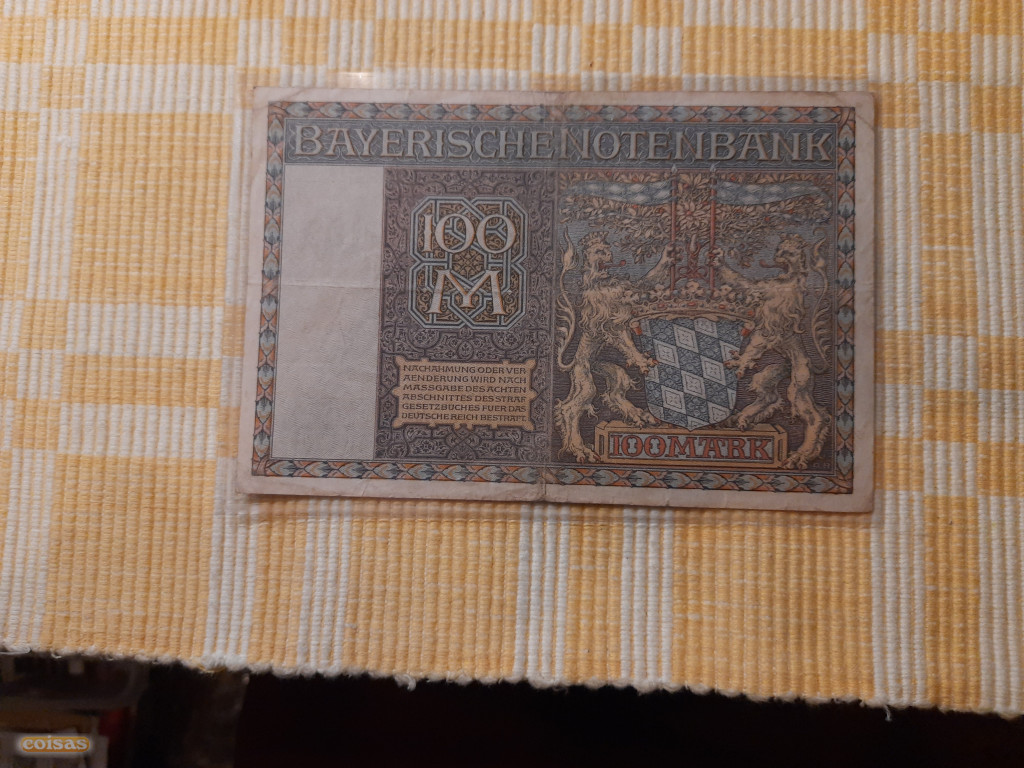 BAYERISCHE NOTENBANK
100
M
NACHAHMUNG ODER VER
AENDERUNG WIRD NACH
MASSGABE DES ACHTEN
ABSCHNITTES DES STRAF
GESETZBUCHES FUER DAS
DEUTSCHE REICH BESTRAFT.
100 MARK
coisas